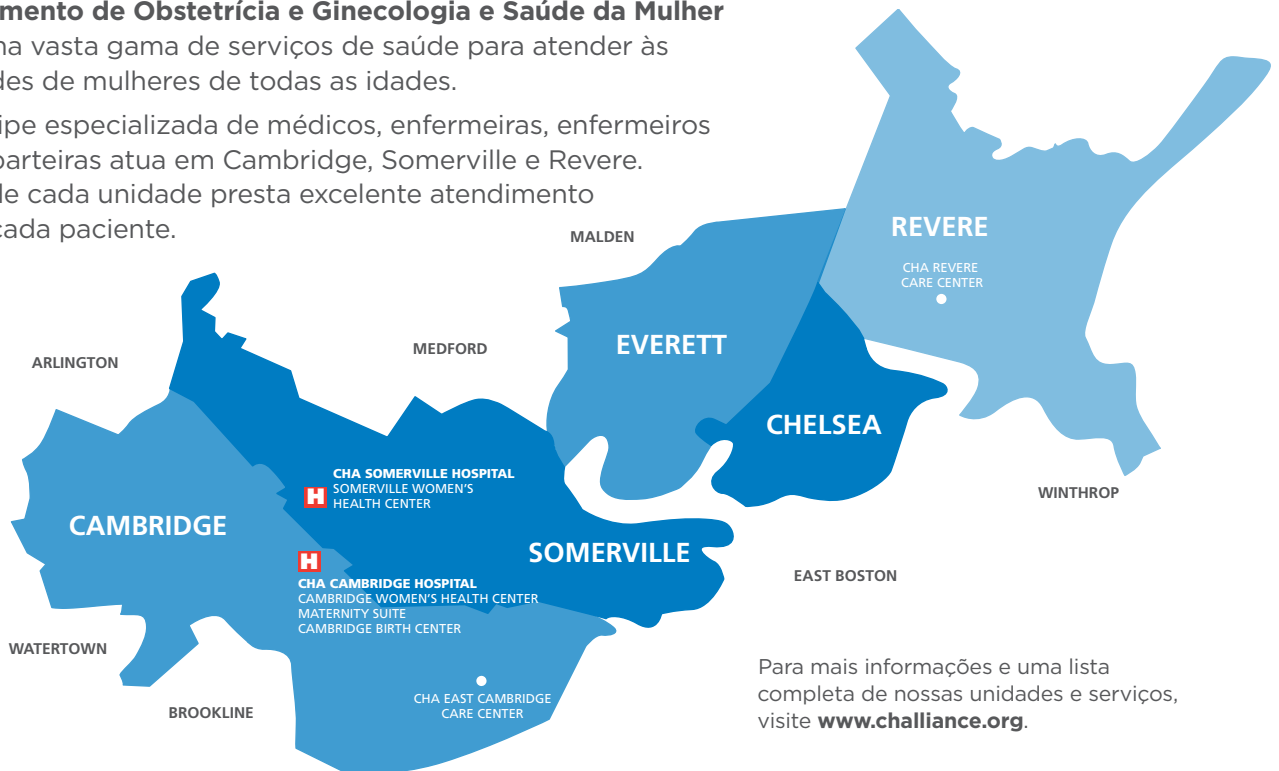 mento de Obstetrícia e Ginecologia e Saúde da Mulher
na vasta gama de serviços de saúde para atender às
des de mulheres de todas as idades.
ipe especializada de médicos, enfermeiras, enfermeiros
parteiras atua em Cambridge, Somerville e Revere.
de cada unidade presta excelente atendimento
cada paciente.
MALDEN
REVERE
CHA REVERE
CARE CENTER
EVERETT
MEDFORD
ARLINGTON
CHELSEA
CHA SOMERVILLE HOSPITAL
H SOMERVILLE WOMEN'S
HEALTH CENTER
WINTHROP
CAMBRIDGE
SOMERVILLE
H
CHA CAMBRIDGE HOSPITAL
CAMBRIDGE WOMEN'S HEALTH CENTER
MATERNITY SUITE
CAMBRIDGE BIRTH CENTER
EAST BOSTON
WATERTOWN
CHA EAST CAMBRIDGE
CARE CENTER
BROOKLINE
Para mais informações e uma lista
completa de nossas unidades e serviços,
visite www.challiance.org.